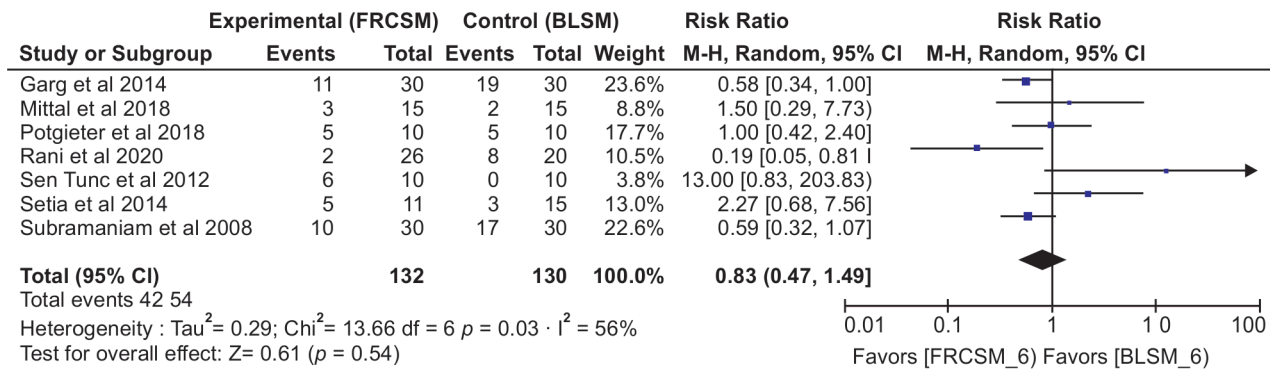 Experimental (FRCSM) Control (BLSM) Risk Ratio Risk Ratio
Study or Subgroup Events Total Events Total Weight M-H, Random, 95% CI M-H, Random, 95% CI
Garg et al 2014 11 30 19 30 23.6% 0.58 [0.34, 1.00]
Mittal et al 2018 3 15 2 15 8.8% 1.50 [0.29, 7.73]
Potgieter et al 2018 5 10 5 10 17.7% 1.00 [0.42, 2.40]
Rani et al 2020 2 26 8 20 10.5% 0.19 [0.05, 0.81 I
Sen Tunc et al 2012 6 10 0 10 3.8% 13.00 [0.83, 203.83)
Setia et al 2014 5 11 3 15 13.0% 2.27 [0.68, 7.56]
Subramaniam et al 2008 10 30 17 30 22.6% 0.59 [0.32, 1.07]
Total (95% CI) 132 130 100.0% 0.83 (0.47, 1.49]
Total events 42 54
Heterogeneity : Tau²= 0.29; Chi²= 13.66 df = 6 p = 0.03 · I² = 56%
Test for overall effect: Z= 0.61 (p = 0.54)
0.01 0.1 1 1 0 100
Favors [FRCSM_6) Favors [BLSM_6)